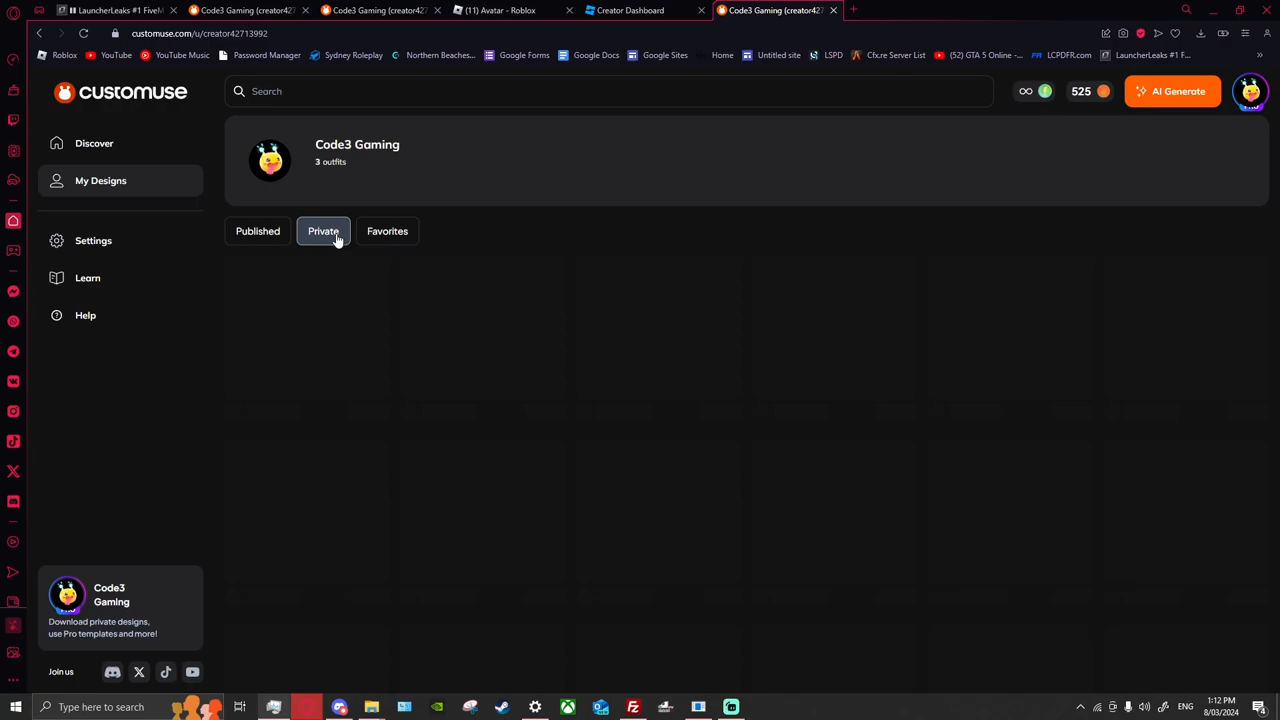 LauncherLeaks #1 FiveM
Code3 Gaming (creator427
Code3 Gaming (creator427
(11) Avatar - Roblox
Creator Dashboard
Code3 Gaming (creator427
customuse.com/u/creator42713992
Roblox
YouTube
YouTube Music
Password Manager
Sydney Roleplay
Northern Beaches...
Google Forms
Google Docs
Google Sites
Home
Untitled site
LSPD
Cfx.re Server List
(52) GTA 5 Online -...
LCPDFR.com
LauncherLeaks #1 F...
customuse
Search
525
AI Generate
PRO
Code3 Gaming
3 outfits
Discover
My Designs
Settings
Learn
Help
Published
Private
Favorites
Code3
Gaming
Download private designs,
use Pro templates and more!
Join us
Type here to search
ENG
1:12 PM
8/03/2024